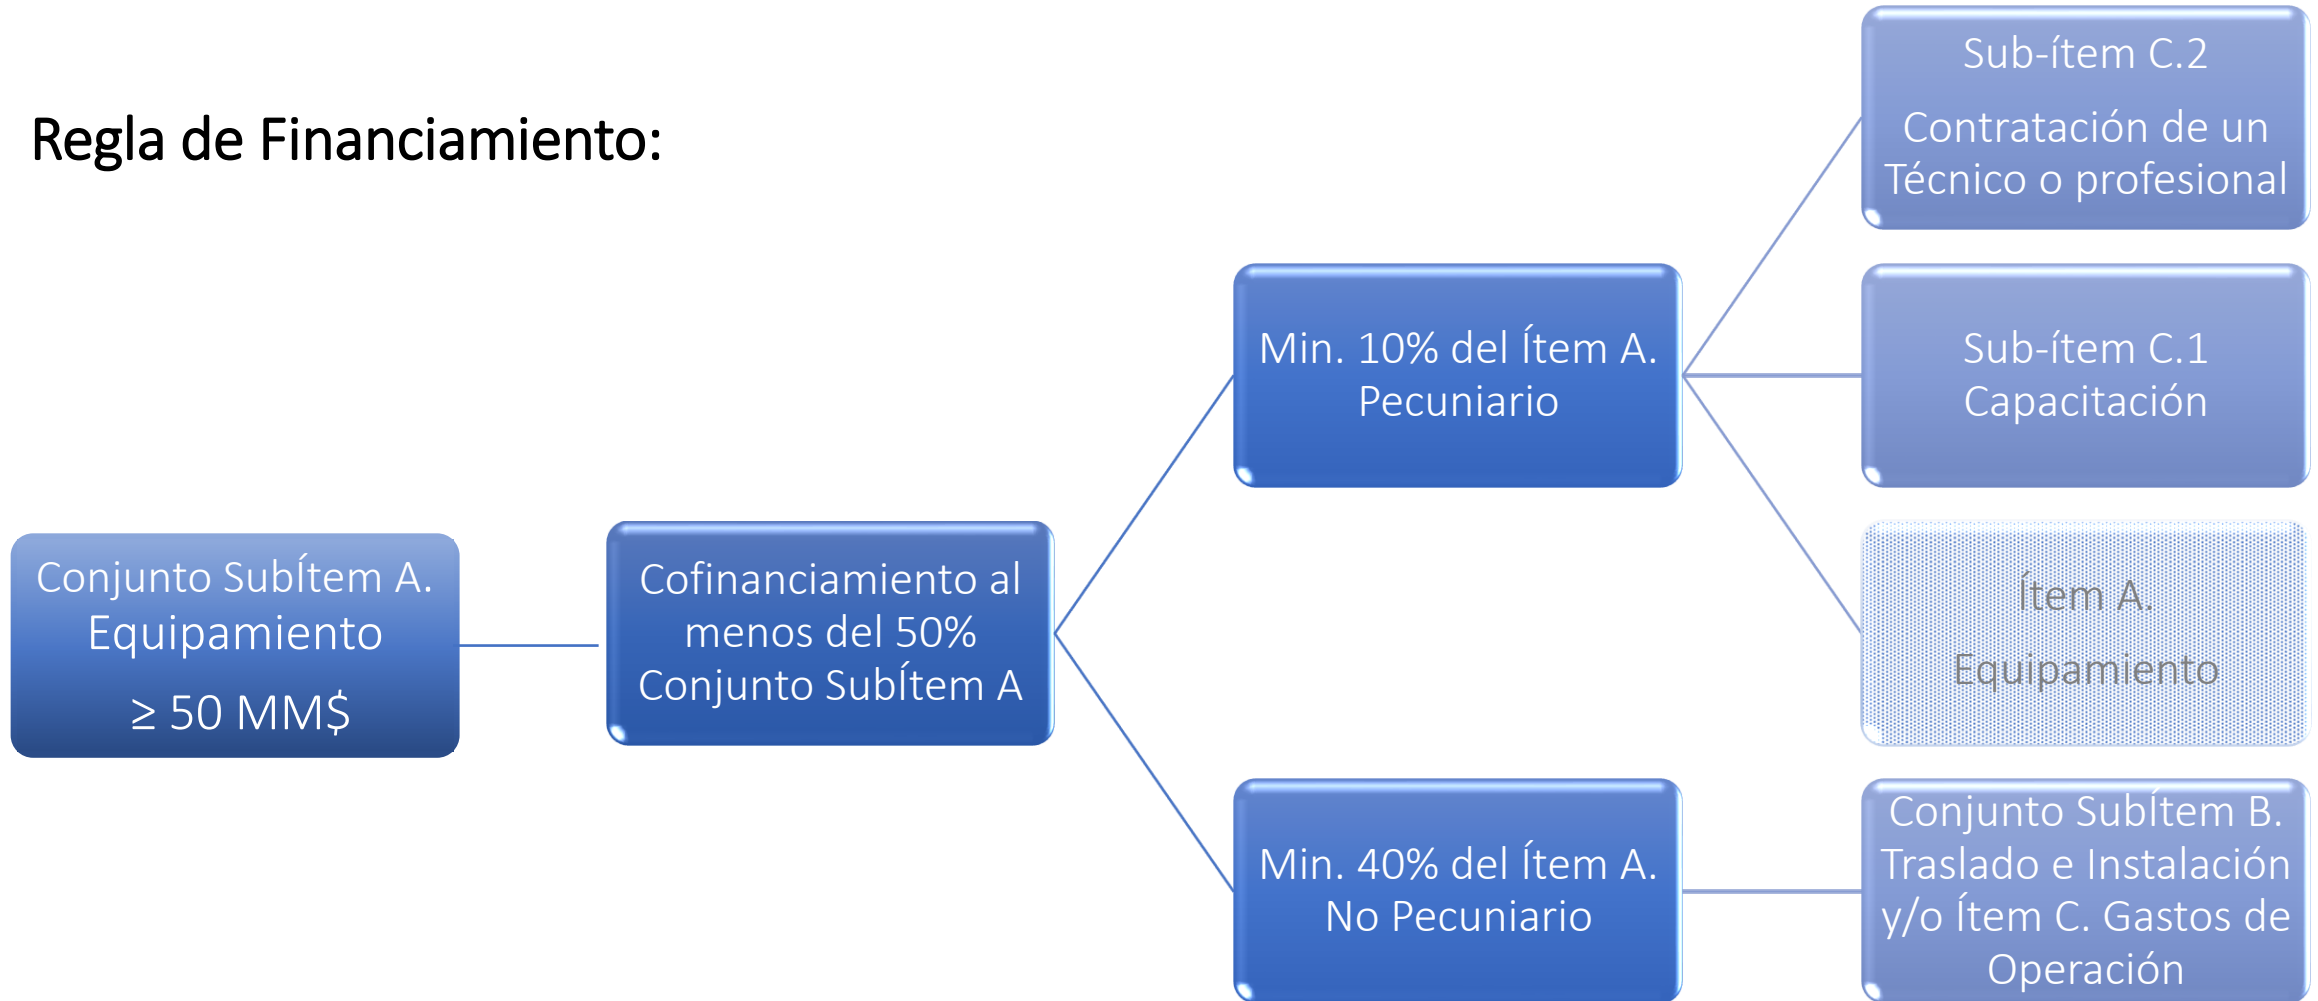 Regla de Financiamiento:
Conjunto SubÍtem A.
Equipamiento
≥ 50 MM$
Cofinanciamiento al
menos del 50%
Conjunto SubÍtem A
Min. 10% del Ítem A.
Pecuniario
Sub-ítem C.2
Contratación de un
Técnico o profesional
Sub-ítem C.1
Capacitación
Ítem A.
Equipamiento
Min. 40% del Ítem A.
No Pecuniario
Conjunto SubÍtem B.
Traslado e Instalación
y/o Ítem C. Gastos de
Operación